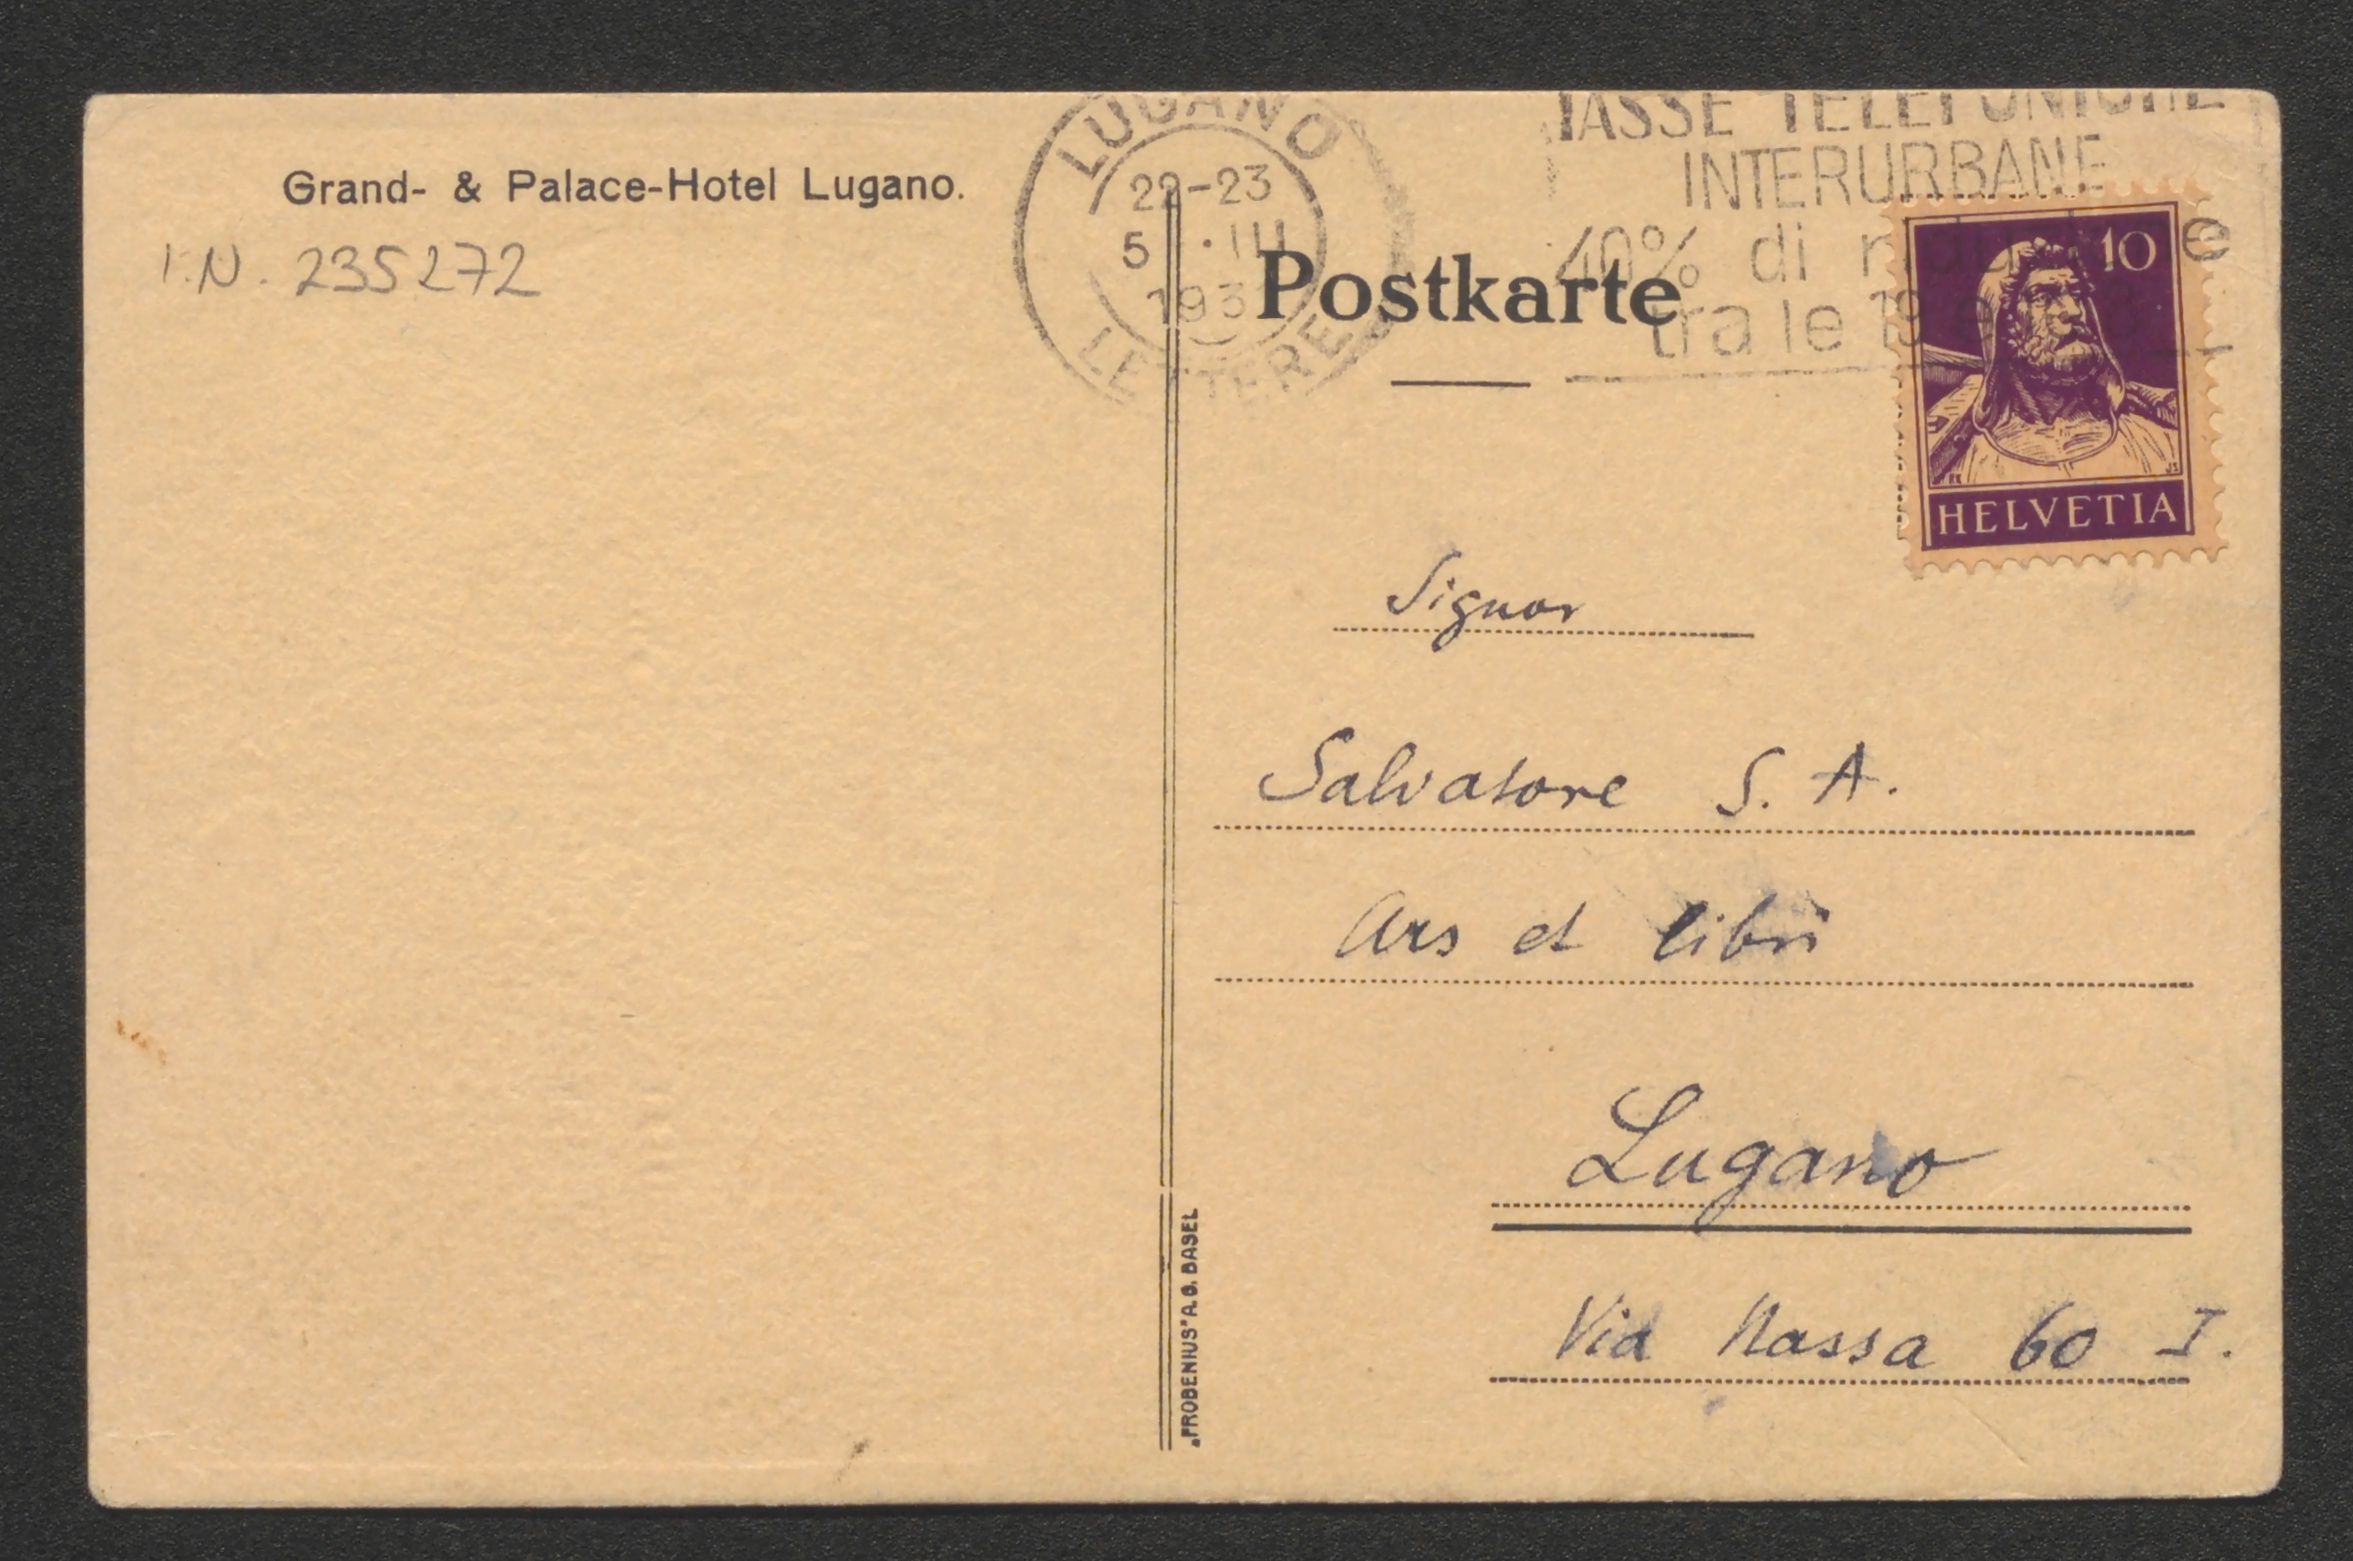 Grand- & Palace-Hotel Lugano.
I.N. 235272
LUGANO
22-23
5 . III
193
LETTERE
TASSE TELEFONICHE
INTERURBANE
40% di
tra le 19
Postkarte
10
HELVETIA
Signor
Salvatore S. A.
Ars et libri
Lugano
Via Nassa 60 I.
„FROBENIUS“ A.G. BASEL